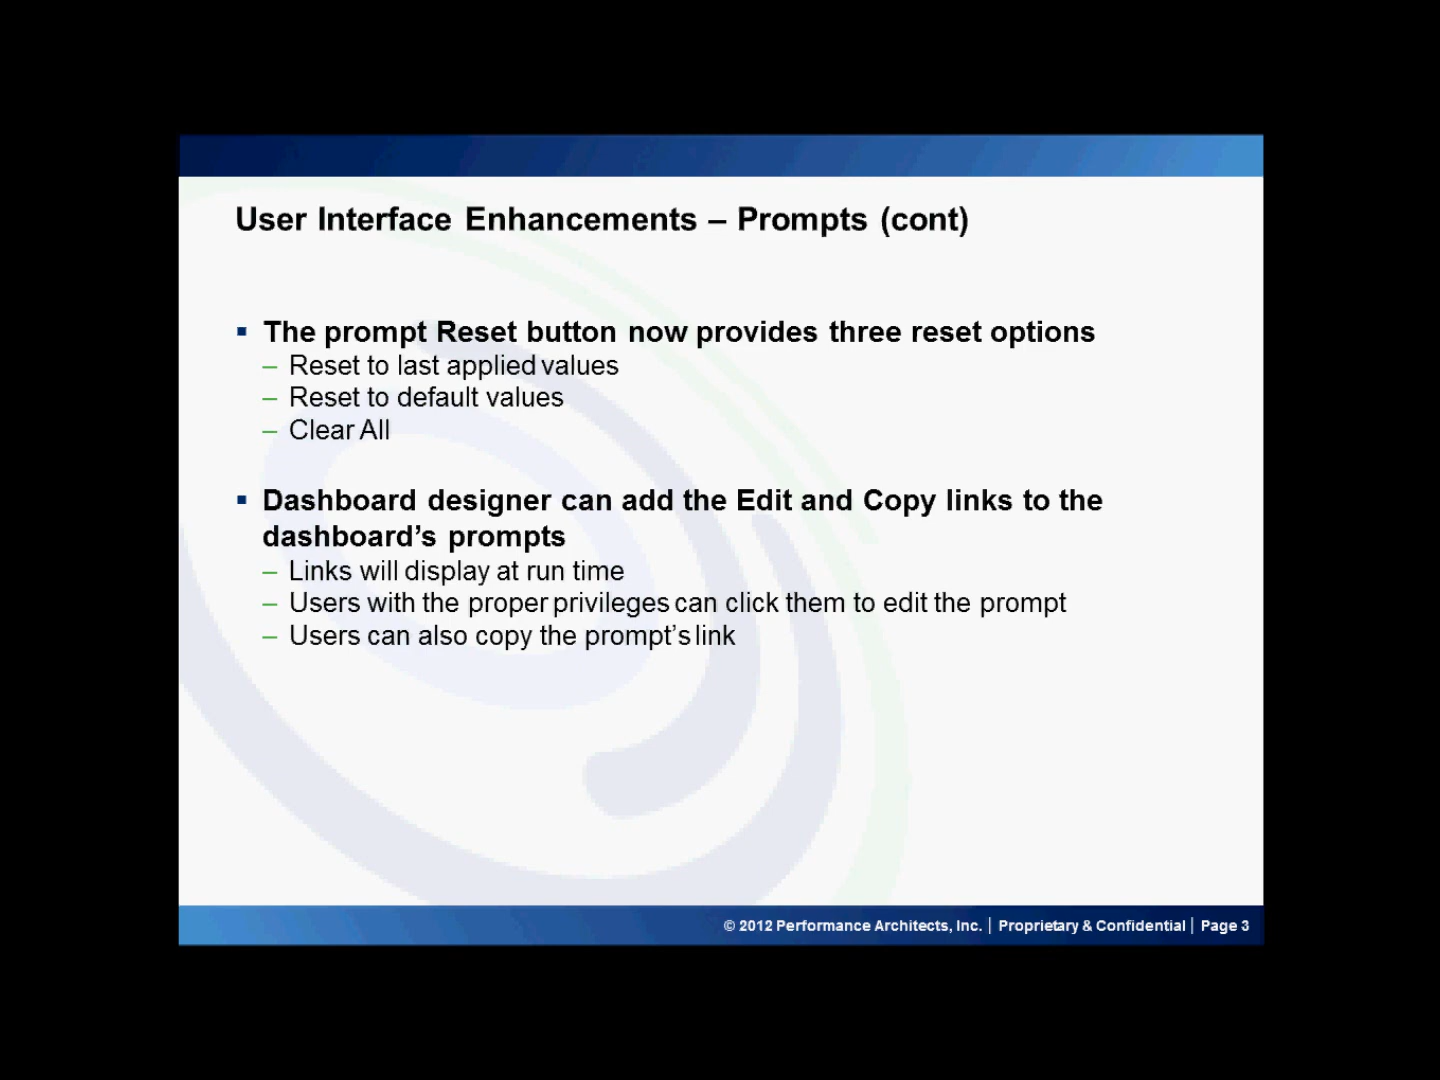 User Interface Enhancements – Prompts (cont)
▪ The prompt Reset button now provides three reset options
– Reset to last applied values
– Reset to default values
– Clear All
▪ Dashboard designer can add the Edit and Copy links to the
dashboard’s prompts
– Links will display at run time
– Users with the proper privileges can click them to edit the prompt
– Users can also copy the prompt’s link
© 2012 Performance Architects, Inc. | Proprietary & Confidential | Page 3